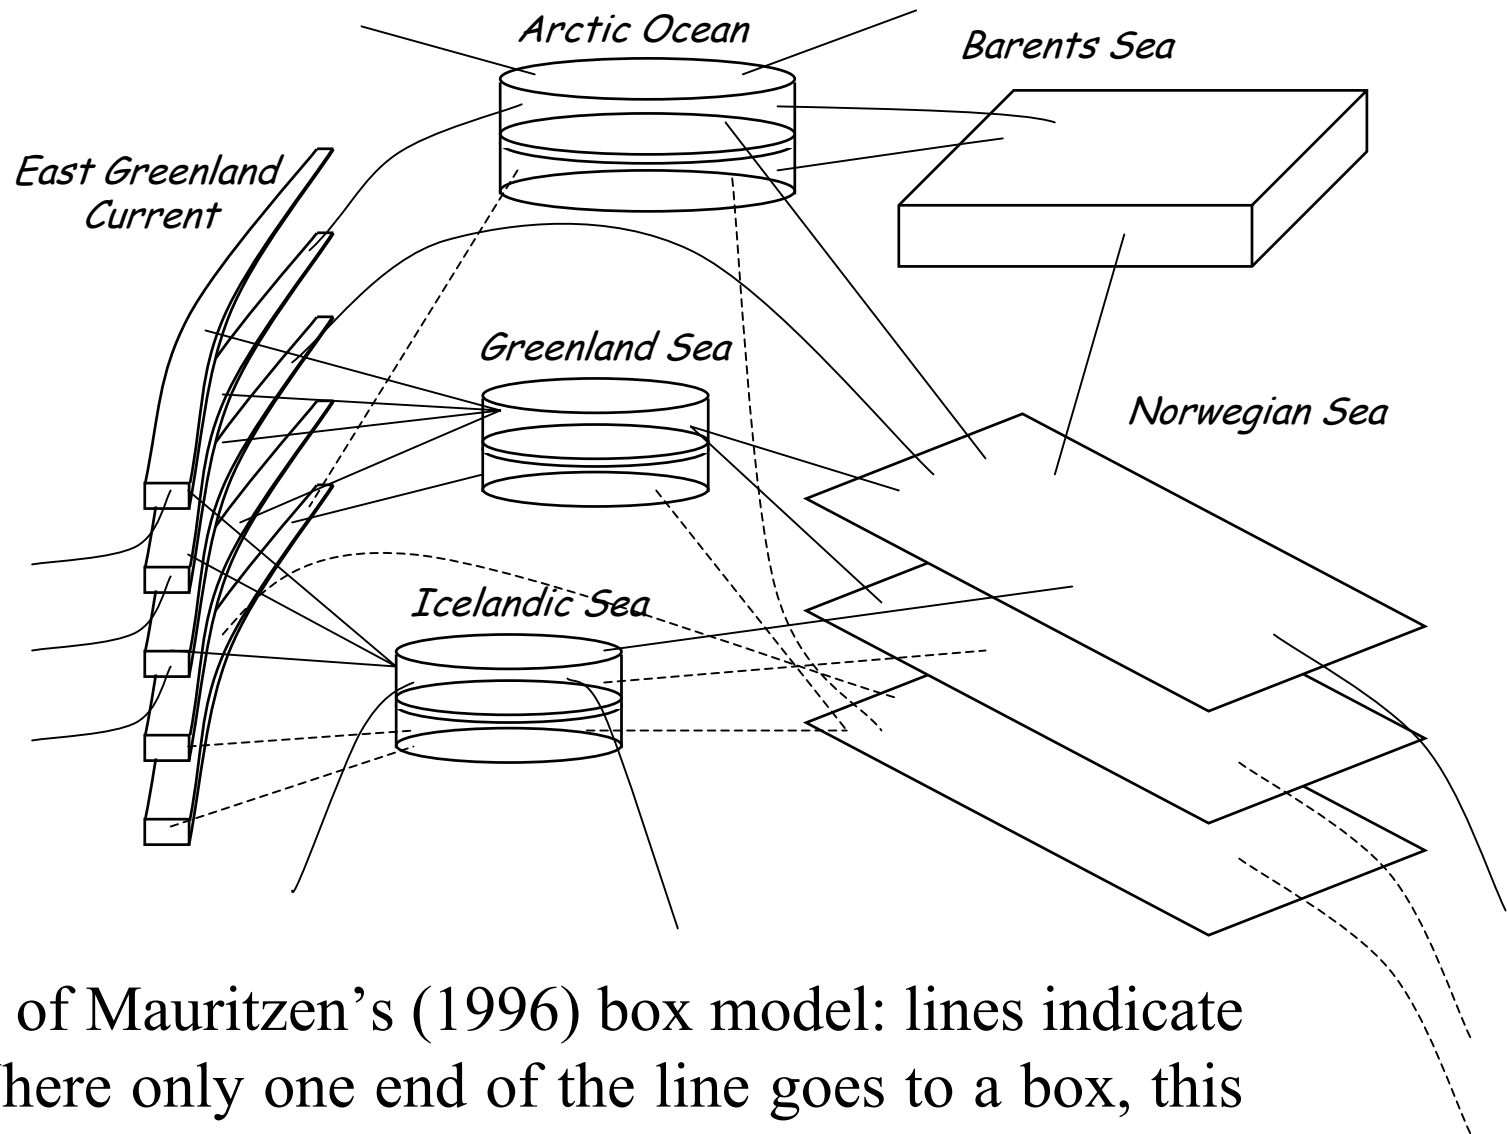 Arctic Ocean
Barents Sea
East Greenland
Current
Greenland Sea
Norwegian Sea
Icelandic Sea
of Mauritzen’s (1996) box model: lines indicate
here only one end of the line goes to a box, this